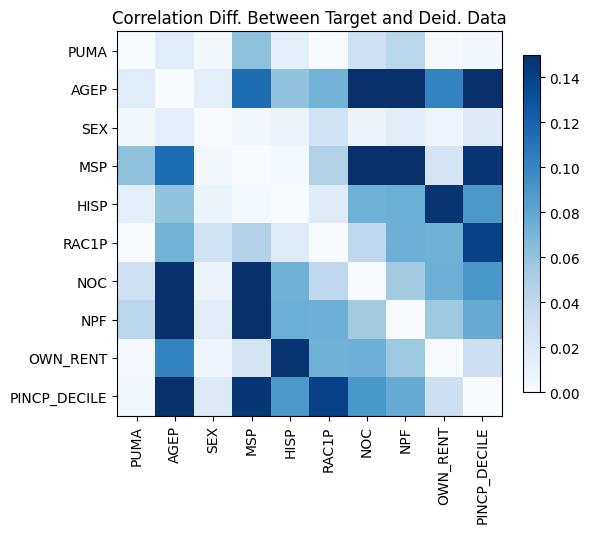 Correlation Diff. Between Target and Deid. Data
PUMA
AGEP
SEX
MSP
HISP
RAC1P
NOC
NPF
OWN_RENT
PINCP_DECILE
PUMA
AGEP
SEX
MSP
HISP
RAC1P
NOC
NPF
OWN_RENT
PINCP_DECILE
0.14
0.12
0.10
0.08
0.06
0.04
0.02
0.00